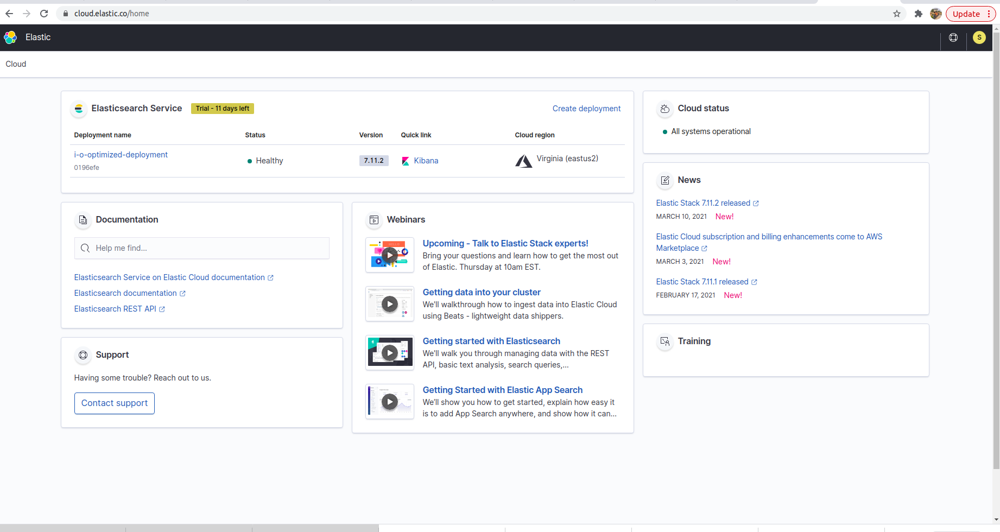 cloud.elastic.co/home
Update
Elastic
S
Cloud
Elasticsearch Service Trial - 11 days left Create deployment
Deployment name Status Version Quick link Cloud region
i-o-optimized-deployment
0196efe
Healthy 7.11.2 Kibana Virginia (eastus2)
Documentation
Help me find...
Elasticsearch Service on Elastic Cloud documentation
Elasticsearch documentation
Elasticsearch REST API
Support
Having some trouble? Reach out to us.
Contact support
Webinars
Upcoming - Talk to Elastic Stack experts!
Bring your questions and learn how to get the most out
of Elastic. Thursday at 10am EST.
Getting data into your cluster
We'll walkthrough how to ingest data into Elastic Cloud
using Beats - lightweight data shippers.
Getting started with Elasticsearch
We'll walk you through managing data with the REST
API, basic text analysis, search queries,...
Getting Started with Elastic App Search
We'll show you how to get started, explain how easy it
is to add App Search anywhere, and show how it can...
Cloud status
All systems operational
News
Elastic Stack 7.11.2 released
MARCH 10, 2021 New!
Elastic Cloud subscription and billing enhancements come to AWS
Marketplace
MARCH 3, 2021 New!
Elastic Stack 7.11.1 released
FEBRUARY 17, 2021 New!
Training